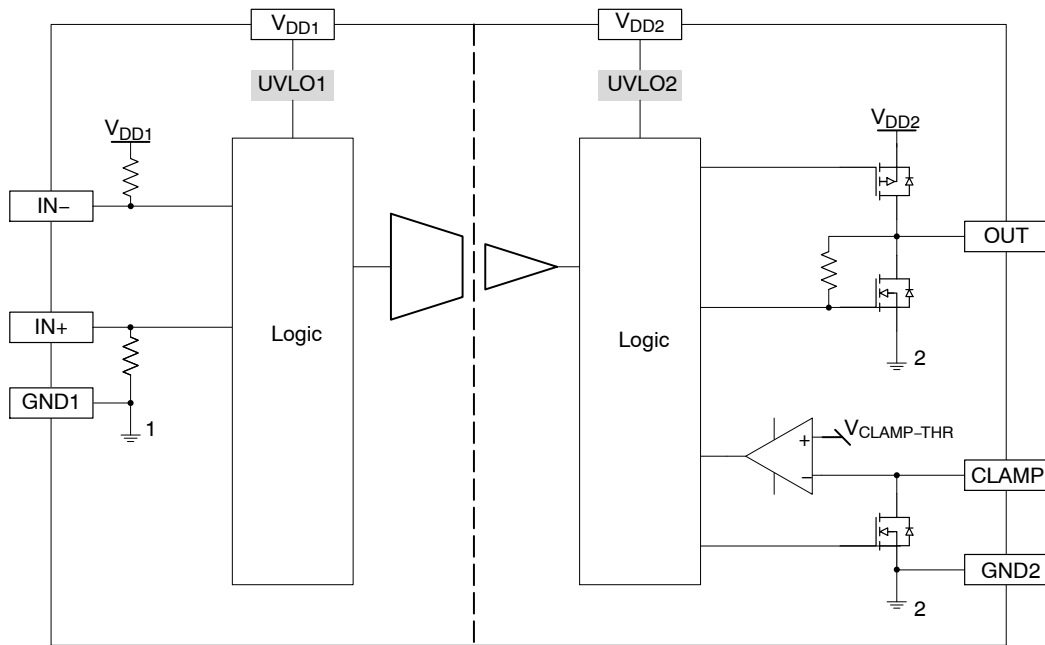 VDD1
VDD2
UVLO1
UVLO2
VDD1
VDD2
IN−
OUT
IN+
Logic
Logic
2
GND1
1
+
VCLAMP−THR
−
CLAMP
GND2
2